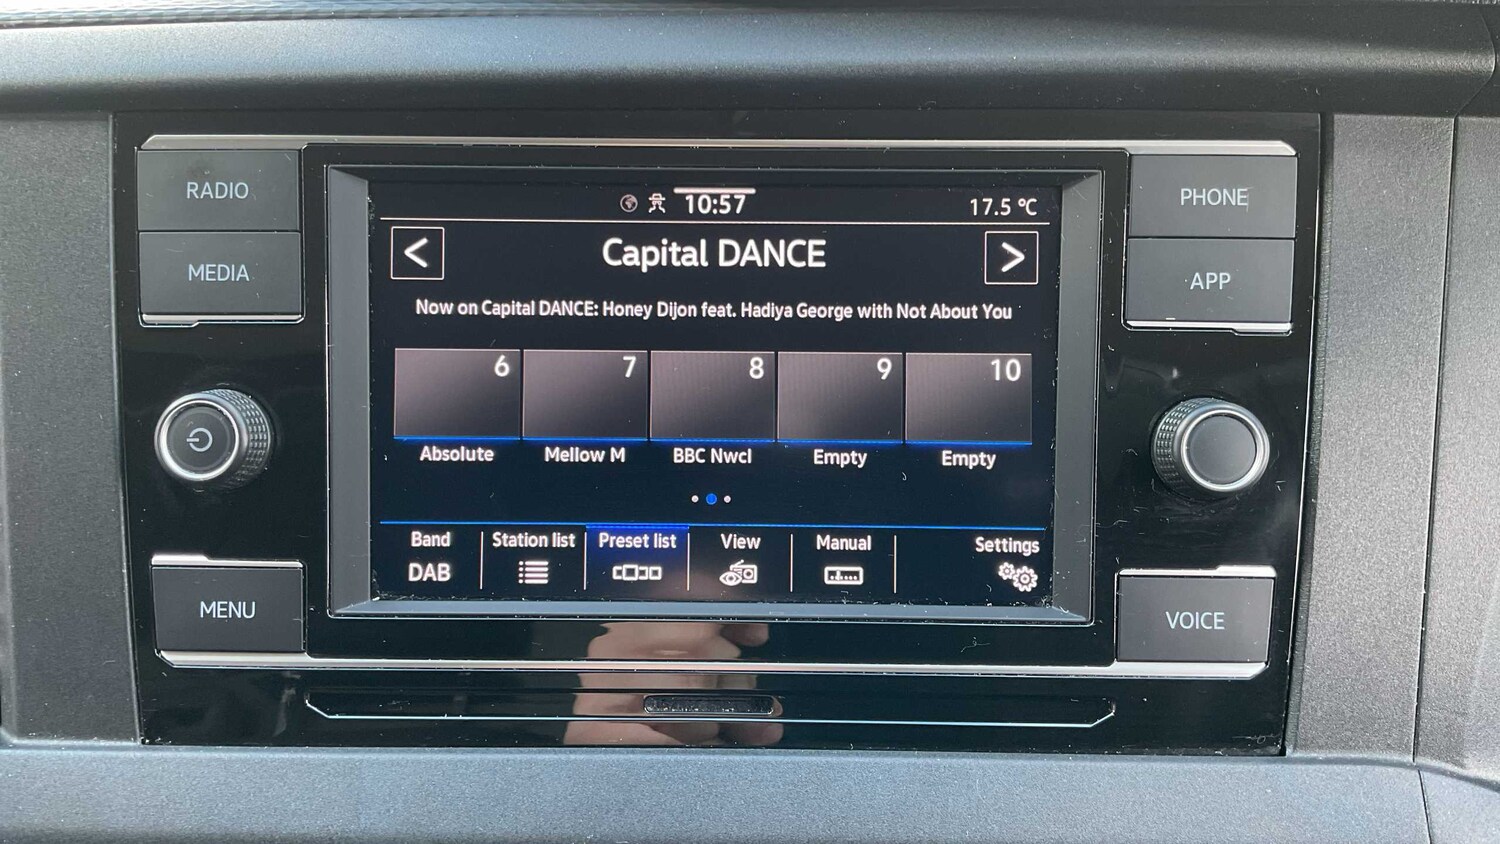 RADIO
MEDIA
MENU
10:57
17.5 °C
< Capital DANCE >
Now on Capital DANCE: Honey Dijon feat. Hadiya George with Not About You
6 7 8 9 10
Absolute Mellow M BBC Nwcl Empty Empty
Band Station list Preset list View Manual Settings
DAB
PHONE
APP
VOICE